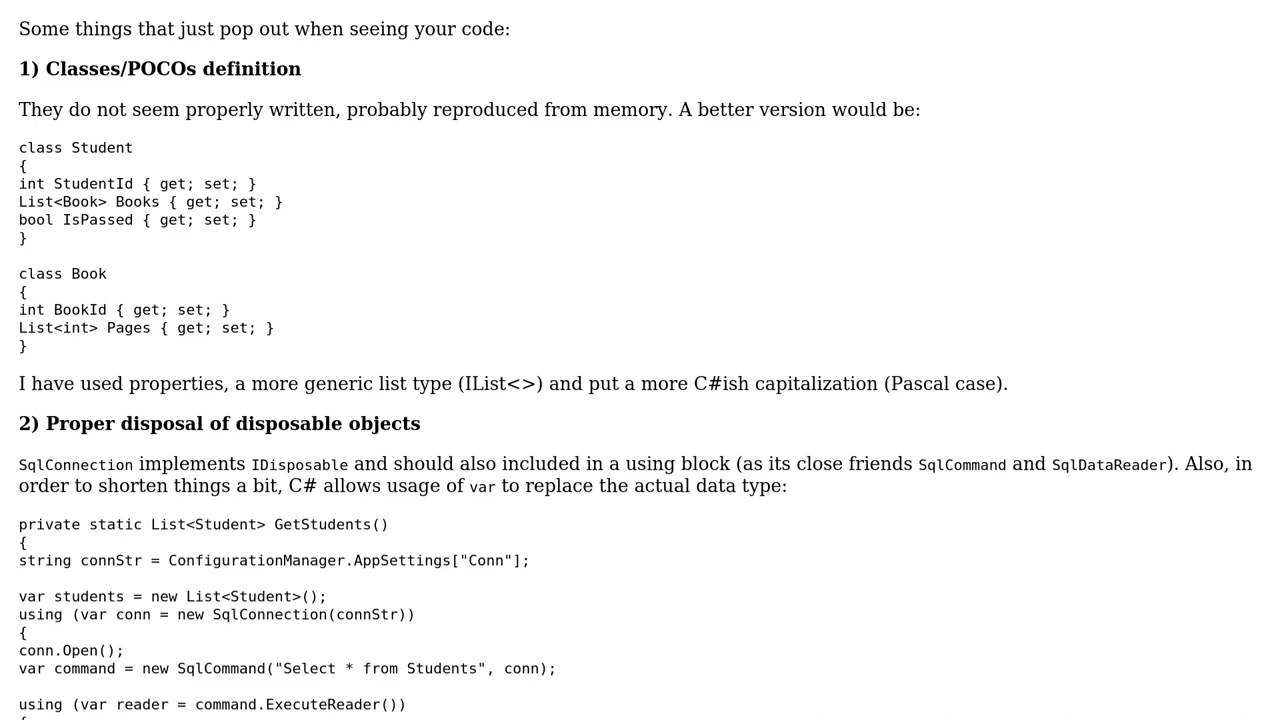 Some things that just pop out when seeing your code:
1) Classes/POCOs definition
They do not seem properly written, probably reproduced from memory. A better version would be:
class Student
{
int StudentId { get; set; }
List<Book> Books { get; set; }
bool IsPassed { get; set; }
}
class Book
{
int BookId { get; set; }
List<int> Pages { get; set; }
}
I have used properties, a more generic list type (IList<>) and put a more C#ish capitalization (Pascal case).
2) Proper disposal of disposable objects
SqlConnection implements IDisposable and should also included in a using block (as its close friends SqlCommand and SqlDataReader). Also, in
order to shorten things a bit, C# allows usage of var to replace the actual data type:
private static List<Student> GetStudents()
{
string connStr = ConfigurationManager.AppSettings["Conn"];
var students = new List<Student>();
using (var conn = new SqlConnection(connStr))
{
conn.Open();
var command = new SqlCommand("Select * from Students", conn);
using (var reader = command.ExecuteReader())
{